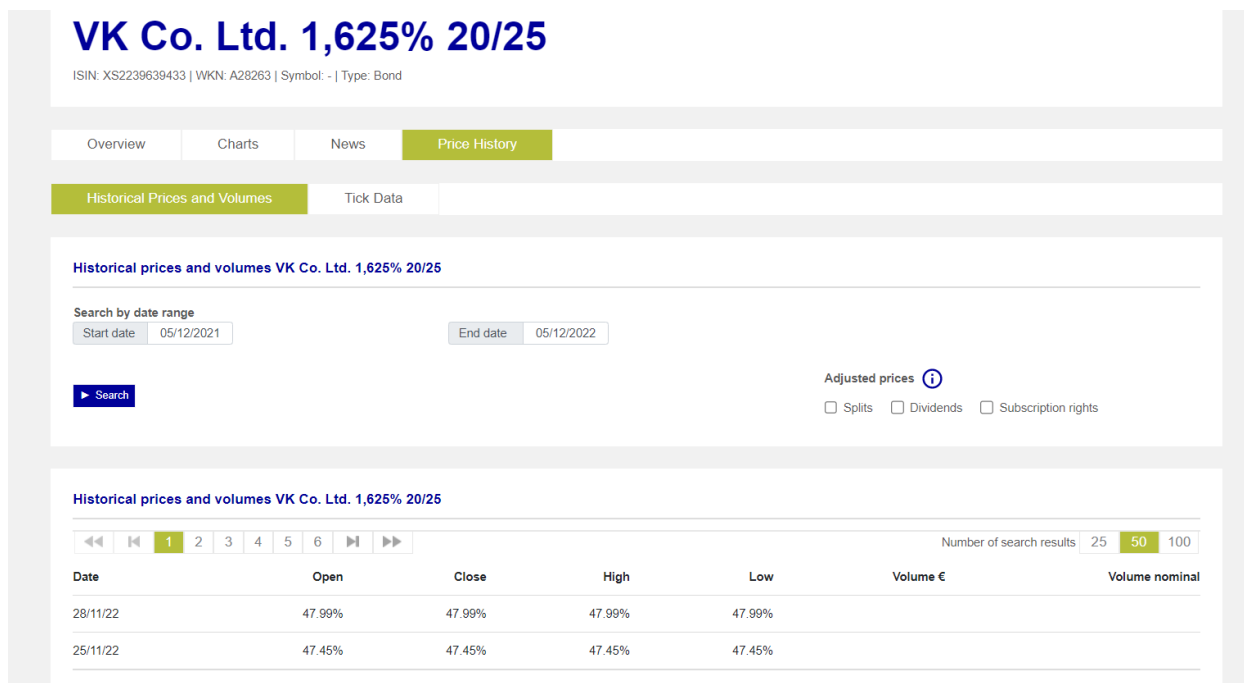 VK Co. Ltd. 1,625% 20/25
ISIN: XS2239639433 | WKN: A28263 | Symbol: - | Type: Bond
Overview Charts News Price History
Historical Prices and Volumes Tick Data
Historical prices and volumes VK Co. Ltd. 1,625% 20/25
Search by date range
Start date 05/12/2021 End date 05/12/2022
Adjusted prices
Search
Splits Dividends Subscription rights
Historical prices and volumes VK Co. Ltd. 1,625% 20/25
1 2 3 4 5 6 Number of search results 25 50 100
Date Open Close High Low Volume € Volume nominal
28/11/22 47.99% 47.99% 47.99% 47.99%
25/11/22 47.45% 47.45% 47.45% 47.45%